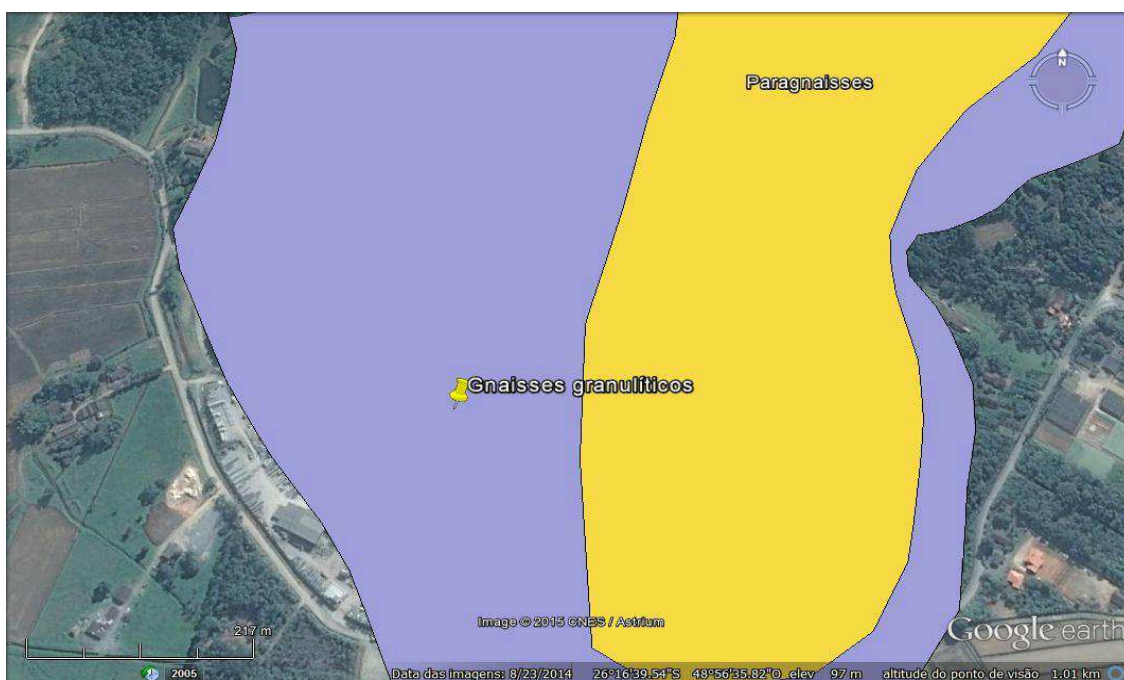 Paragnaisses
N
Gnaisses granulíticos
Image © 2015 CNES / Astrium
217 m
Google earth
2005
Data das imagens: 8/23/2014 26°16'39.54"S 48°56'35.82"O elev 97 m altitude do ponto de visão 1.01 km